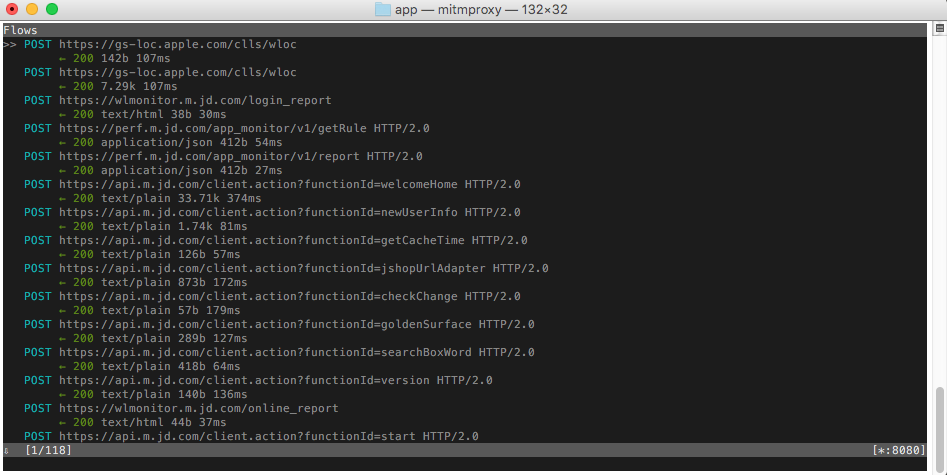 app — mitmproxy — 132×32
Flows
>> POST https://gs-loc.apple.com/clls/wloc
← 200 142b 107ms
POST https://gs-loc.apple.com/clls/wloc
← 200 7.29k 107ms
POST https://wlmonitor.m.jd.com/login_report
← 200 text/html 38b 30ms
POST https://perf.m.jd.com/app_monitor/v1/getRule HTTP/2.0
← 200 application/json 412b 54ms
POST https://perf.m.jd.com/app_monitor/v1/report HTTP/2.0
← 200 application/json 412b 27ms
POST https://api.m.jd.com/client.action?functionId=welcomeHome HTTP/2.0
← 200 text/plain 33.71k 374ms
POST https://api.m.jd.com/client.action?functionId=newUserInfo HTTP/2.0
← 200 text/plain 1.74k 81ms
POST https://api.m.jd.com/client.action?functionId=getCacheTime HTTP/2.0
← 200 text/plain 126b 57ms
POST https://api.m.jd.com/client.action?functionId=jshopUrlAdapter HTTP/2.0
← 200 text/plain 873b 172ms
POST https://api.m.jd.com/client.action?functionId=checkChange HTTP/2.0
← 200 text/plain 57b 179ms
POST https://api.m.jd.com/client.action?functionId=goldenSurface HTTP/2.0
← 200 text/plain 289b 127ms
POST https://api.m.jd.com/client.action?functionId=searchBoxWord HTTP/2.0
← 200 text/plain 418b 64ms
POST https://api.m.jd.com/client.action?functionId=version HTTP/2.0
← 200 text/plain 140b 136ms
POST https://wlmonitor.m.jd.com/online_report
← 200 text/html 44b 37ms
POST https://api.m.jd.com/client.action?functionId=start HTTP/2.0
⇩ [1/118] [*:8080]